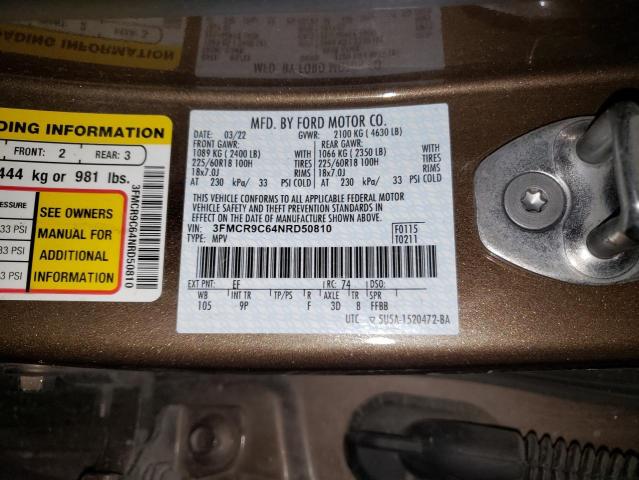 DING INFORMATION
FRONT: 2 REAR: 3
444 kg or 981 lbs.
PRESSURE
33 PSI
33 PSI
SEE OWNERS
MANUAL FOR
ADDITIONAL
INFORMATION
3FMCR9C64NRD50810
MFD. BY FORD MOTOR CO.
DATE: 03/22 GVWR: 2100 KG ( 4630 LB)
FRONT GAWR: REAR GAWR:
1089 KG ( 2400 LB) WITH 1066 KG ( 2350 LB) WITH
225/60R18 100H TIRES 225/60R18 100H TIRES
18x7.0J RIMS 18x7.0J RIMS
AT 230 kPa/ 33 PSI COLD AT 230 kPa/ 33 PSI COLD
THIS VEHICLE CONFORMS TO ALL APPLICABLE FEDERAL MOTOR
VEHICLE SAFETY AND THEFT PREVENTION STANDARDS IN
EFFECT ON THE DATE OF MANUFACTURE SHOWN ABOVE.
VIN: 3FMCR9C64NRD50810 F0115
TYPE: MPV T0211
EXT PNT: EF RC: 74 DSO:
WB INT TR TP/PS R AXLE TR SPR
105 9P F 3D 8 FFBB
UTC ▽ 5U5A-1520472-BA